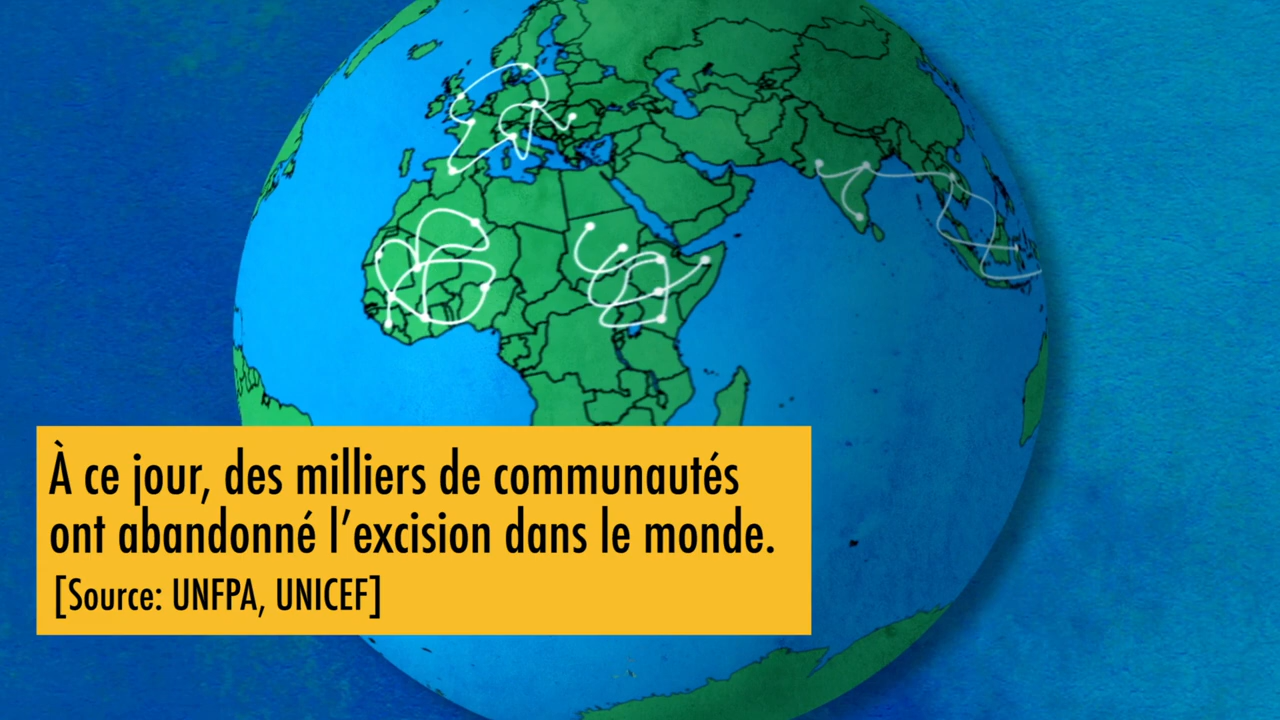 À ce jour, des milliers de communautés
ont abandonné l’excision dans le monde.
[Source: UNFPA, UNICEF]